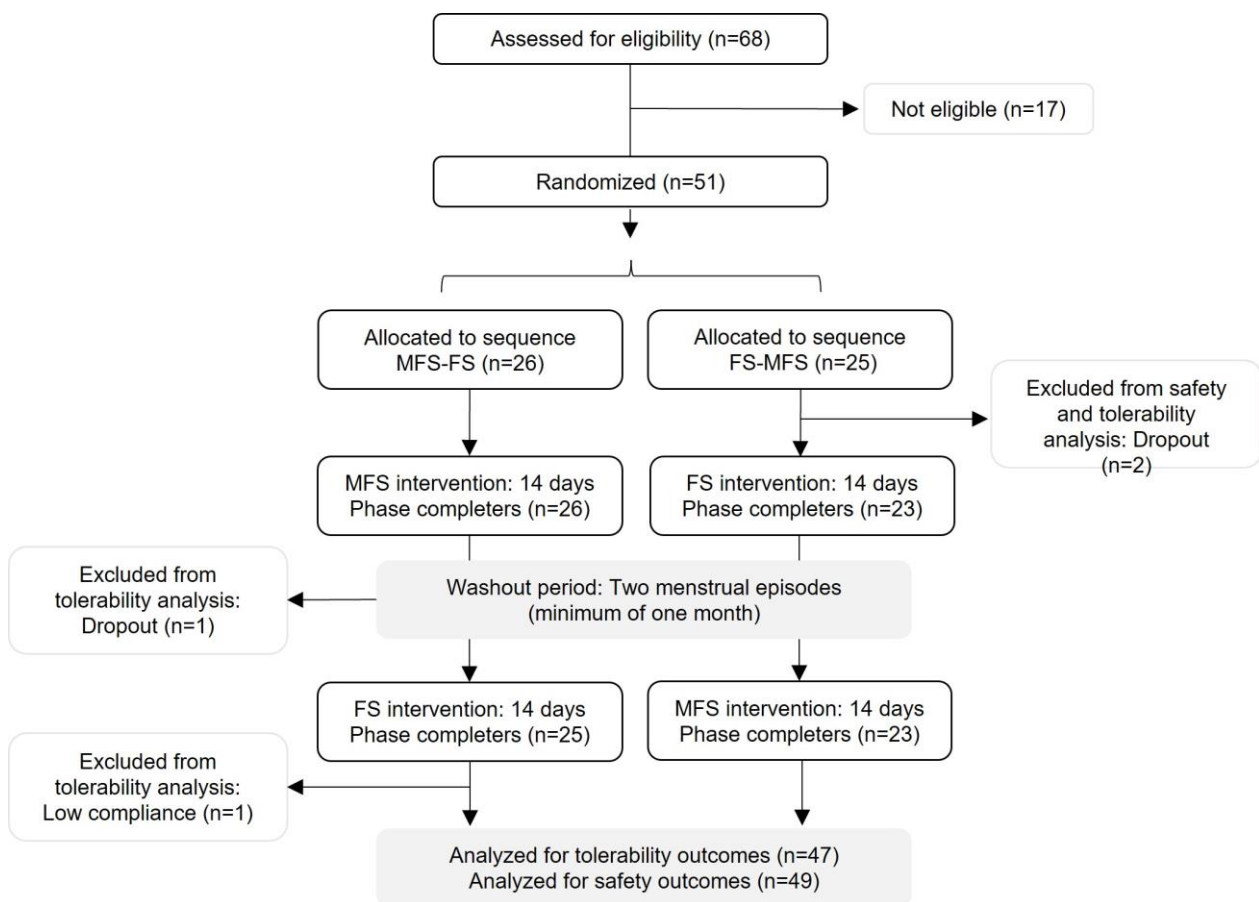 Assessed for eligibility (n=68)
Not eligible (n=17)
Randomized (n=51)
Allocated to sequence
MFS-FS (n=26)
Allocated to sequence
FS-MFS (n=25)
Excluded from safety
and tolerability
analysis: Dropout
(n=2)
MFS intervention: 14 days
Phase completers (n=26)
FS intervention: 14 days
Phase completers (n=23)
Excluded from
tolerability analysis:
Dropout (n=1)
Washout period: Two menstrual episodes
(minimum of one month)
FS intervention: 14 days
Phase completers (n=25)
MFS intervention: 14 days
Phase completers (n=23)
Excluded from
tolerability analysis:
Low compliance (n=1)
Analyzed for tolerability outcomes (n=47)
Analyzed for safety outcomes (n=49)